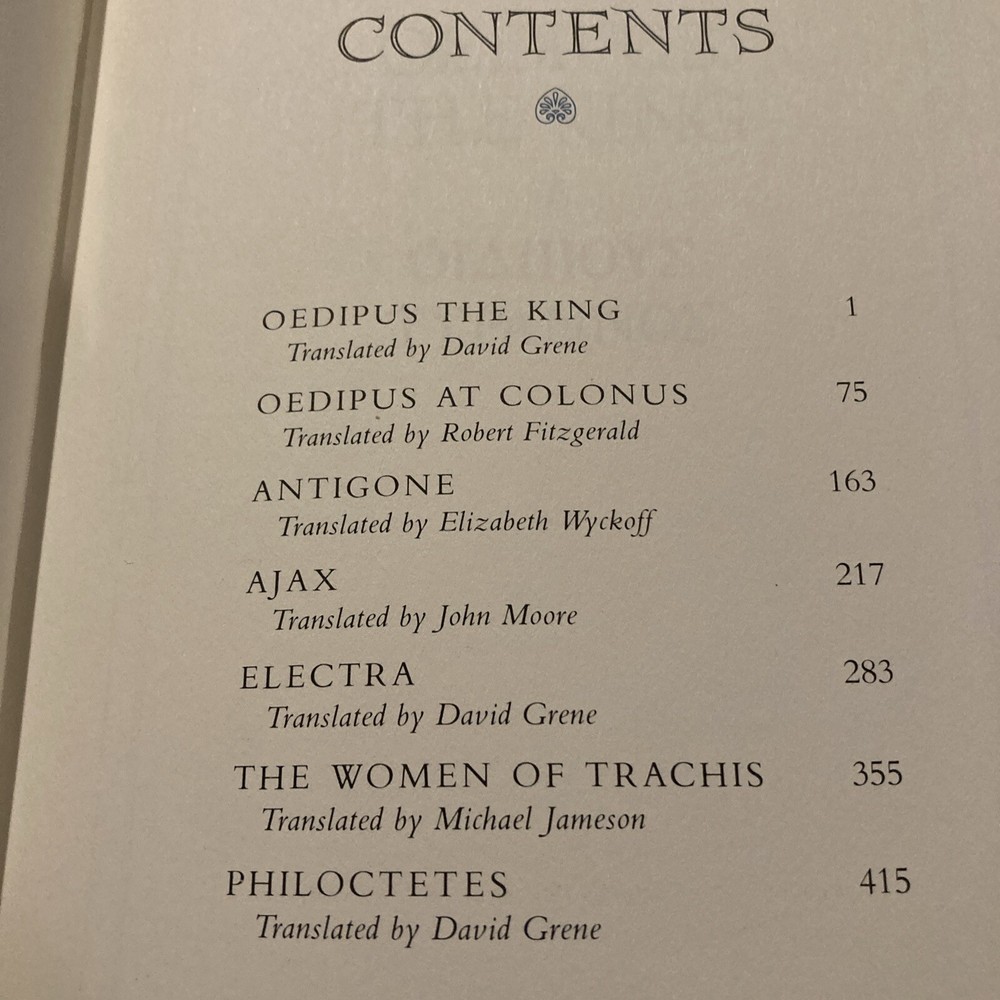 CONTENTS
OEDIPUS THE KING 1
Translated by David Grene
OEDIPUS AT COLONUS 75
Translated by Robert Fitzgerald
ANTIGONE 163
Translated by Elizabeth Wyckoff
AJAX 217
Translated by John Moore
ELECTRA 283
Translated by David Grene
THE WOMEN OF TRACHIS 355
Translated by Michael Jameson
PHILOCTETES 415
Translated by David Grene